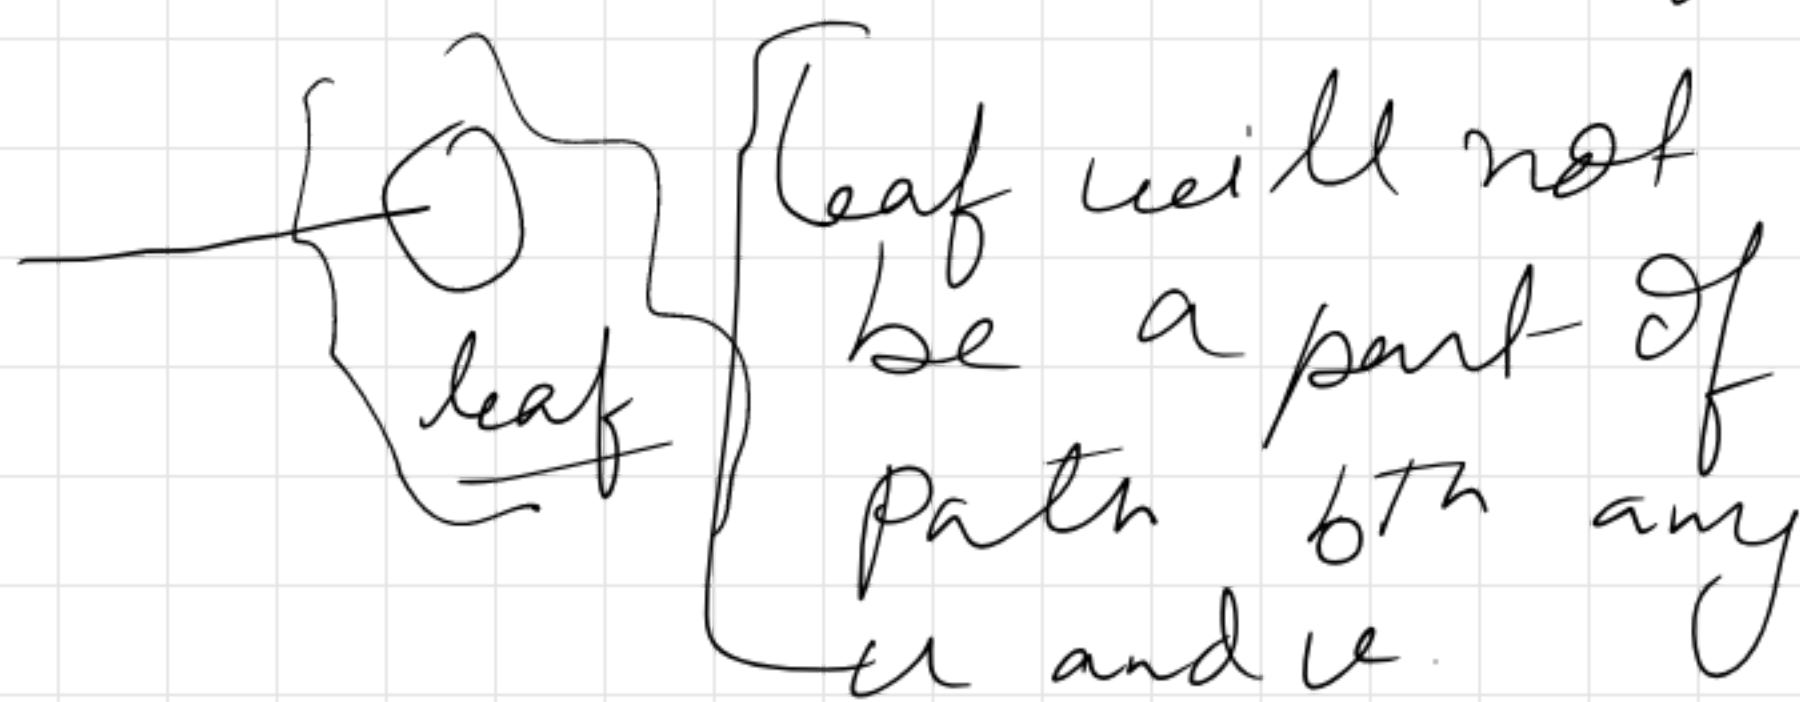 leaf
leaf will not
be a part of
path b/n any
u and v.